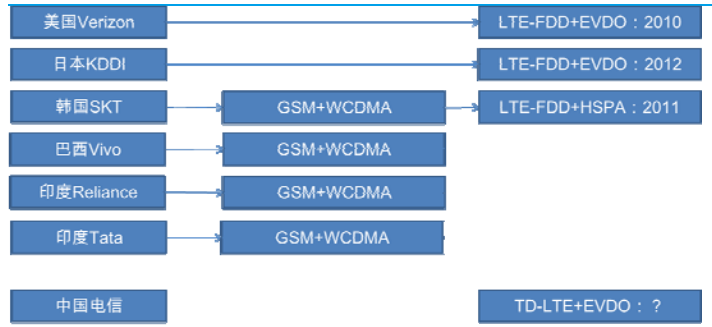 美国Verizon
LTE-FDD+EVDO：2010
日本KDDI
LTE-FDD+EVDO：2012
韩国SKT
GSM+WCDMA
LTE-FDD+HSPA：2011
巴西Vivo
GSM+WCDMA
印度Reliance
GSM+WCDMA
印度Tata
GSM+WCDMA
中国电信
TD-LTE+EVDO：？